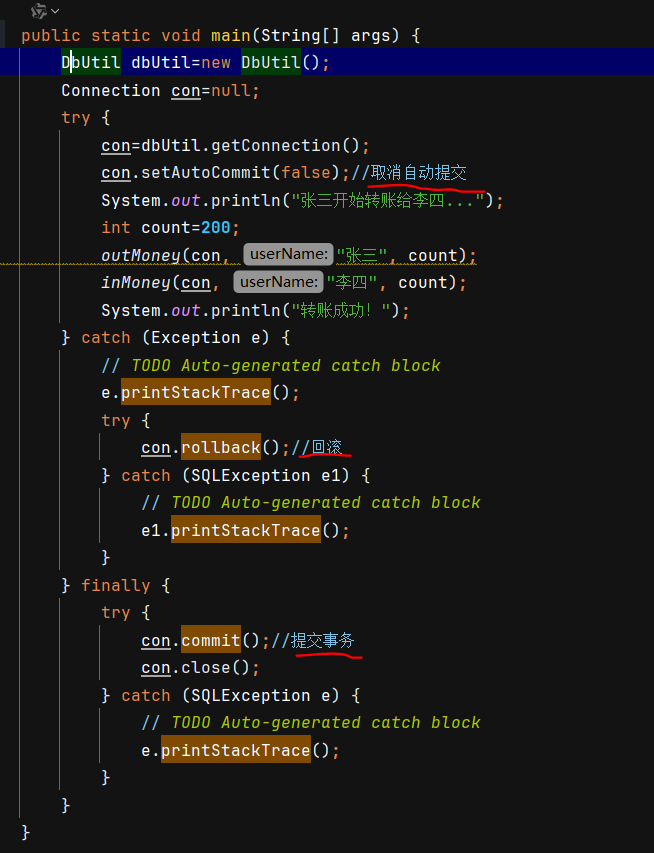 public static void main(String[] args) {
DbUtil dbUtil=new DbUtil();
Connection con=null;
try {
con=dbUtil.getConnection();
con.setAutoCommit(false);//取消自动提交
System.out.println("张三开始转账给李四...");
int count=200;
outMoney(con, userName: "张三", count);
inMoney(con, userName: "李四", count);
System.out.println("转账成功！");
} catch (Exception e) {
// TODO Auto-generated catch block
e.printStackTrace();
try {
con.rollback();//回滚
} catch (SQLException e1) {
// TODO Auto-generated catch block
e1.printStackTrace();
}
} finally {
try {
con.commit();//提交事务
con.close();
} catch (SQLException e) {
// TODO Auto-generated catch block
e.printStackTrace();
}
}
}